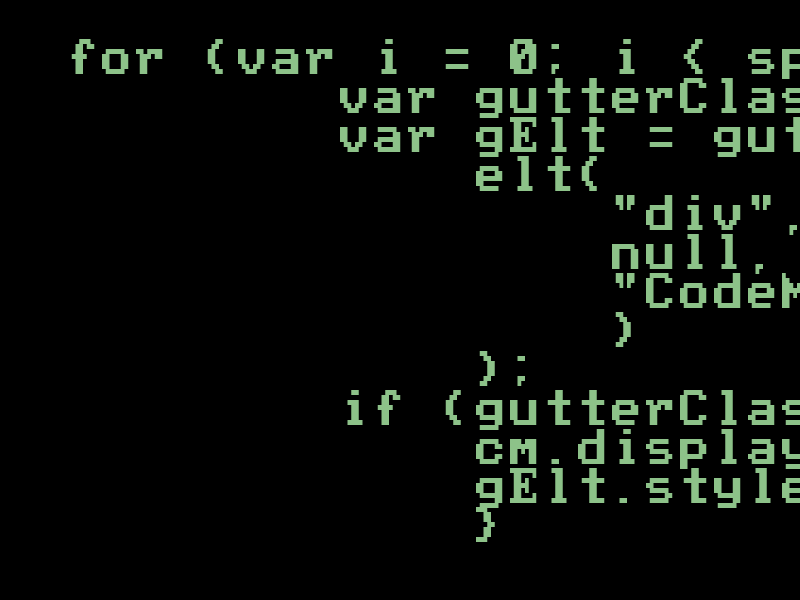 for (var i = 0; i { sp
var gutterClas
var gElt = gut
elt(
"div",
null,
"CodeM
)
);
if (gutterClas
cm.display
gElt.style
}